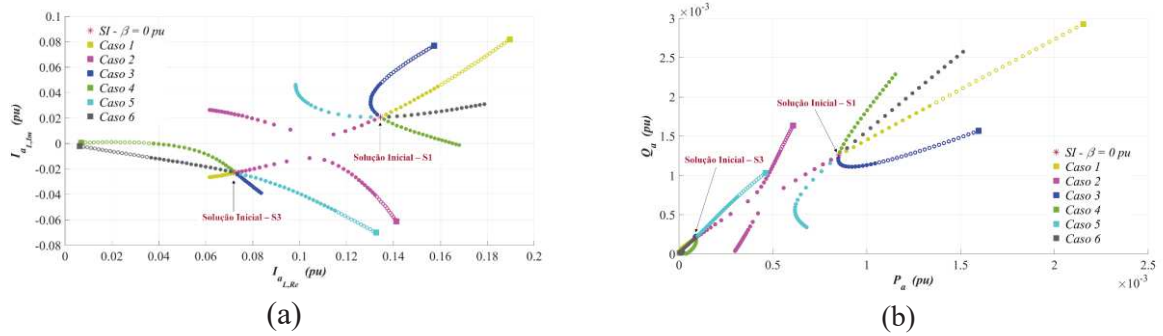 0.1
0.08
0.06
0.04
0.02
0
-0.02
-0.04
-0.06
-0.08
I_{a_{L,Im}} (pu)
SI - β = 0 pu
Caso 1
Caso 2
Caso 3
Caso 4
Caso 5
Caso 6
Solução Inicial – S1
Solução Inicial – S3
0 0.02 0.04 0.06 0.08 0.1 0.12 0.14 0.16 0.18 0.2
I_{a_{L,Re}} (pu)
(a)
×10⁻³
3
2.5
2
1.5
1
0.5
0
Q_a (pu)
Solução Inicial – S1
Solução Inicial – S3
SI - β = 0 pu
Caso 1
Caso 2
Caso 3
Caso 4
Caso 5
Caso 6
0 0.5 1 1.5 2 2.5
P_a (pu)
×10⁻³
(b)